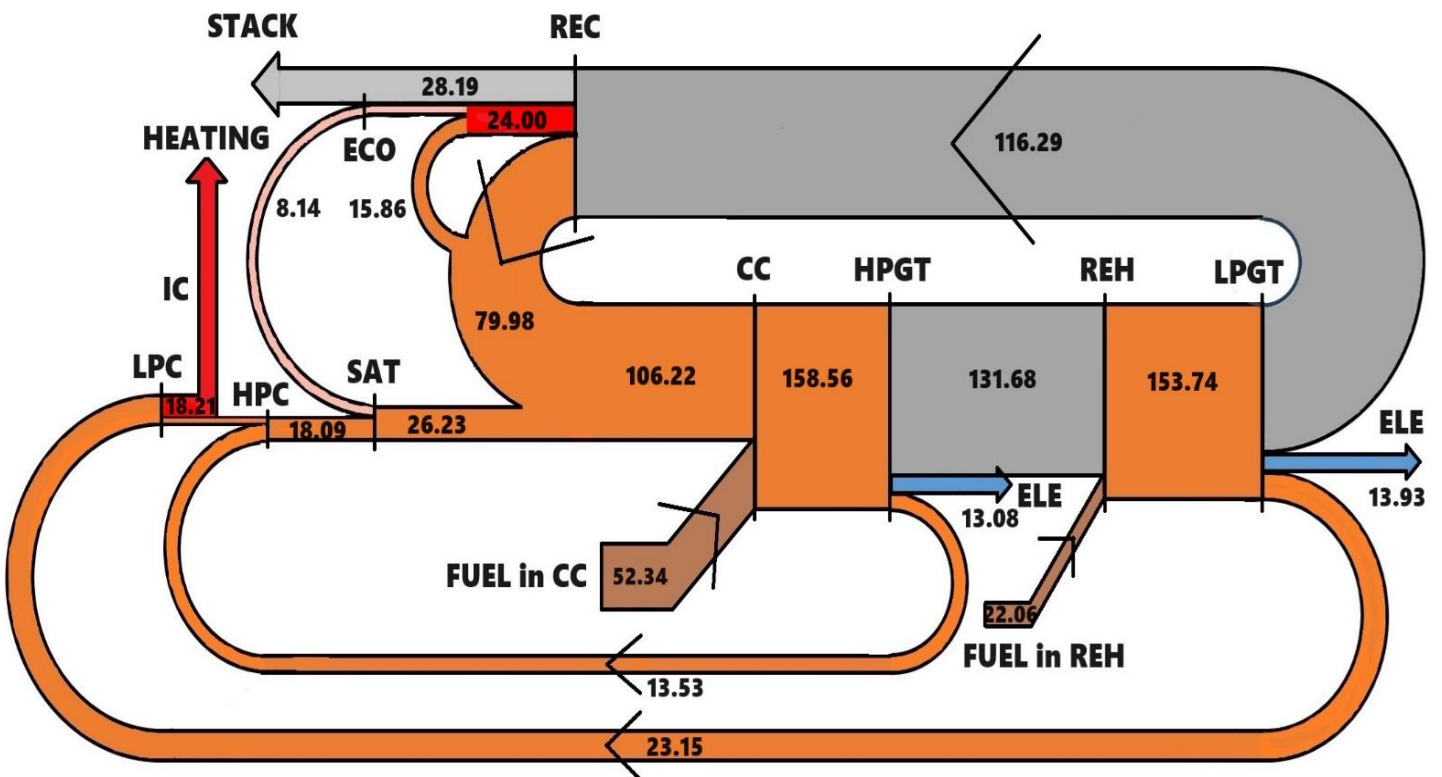 STACK
REC
28.19
24.00
116.29
HEATING
ECO
8.14
15.86
IC
CC
HPGT
REH
LPGT
79.98
LPC
HPC
SAT
106.22
158.56
131.68
153.74
18.21
18.09
26.23
ELE
ELE
13.08
13.93
FUEL in CC
52.34
22.06
FUEL in REH
13.53
23.15